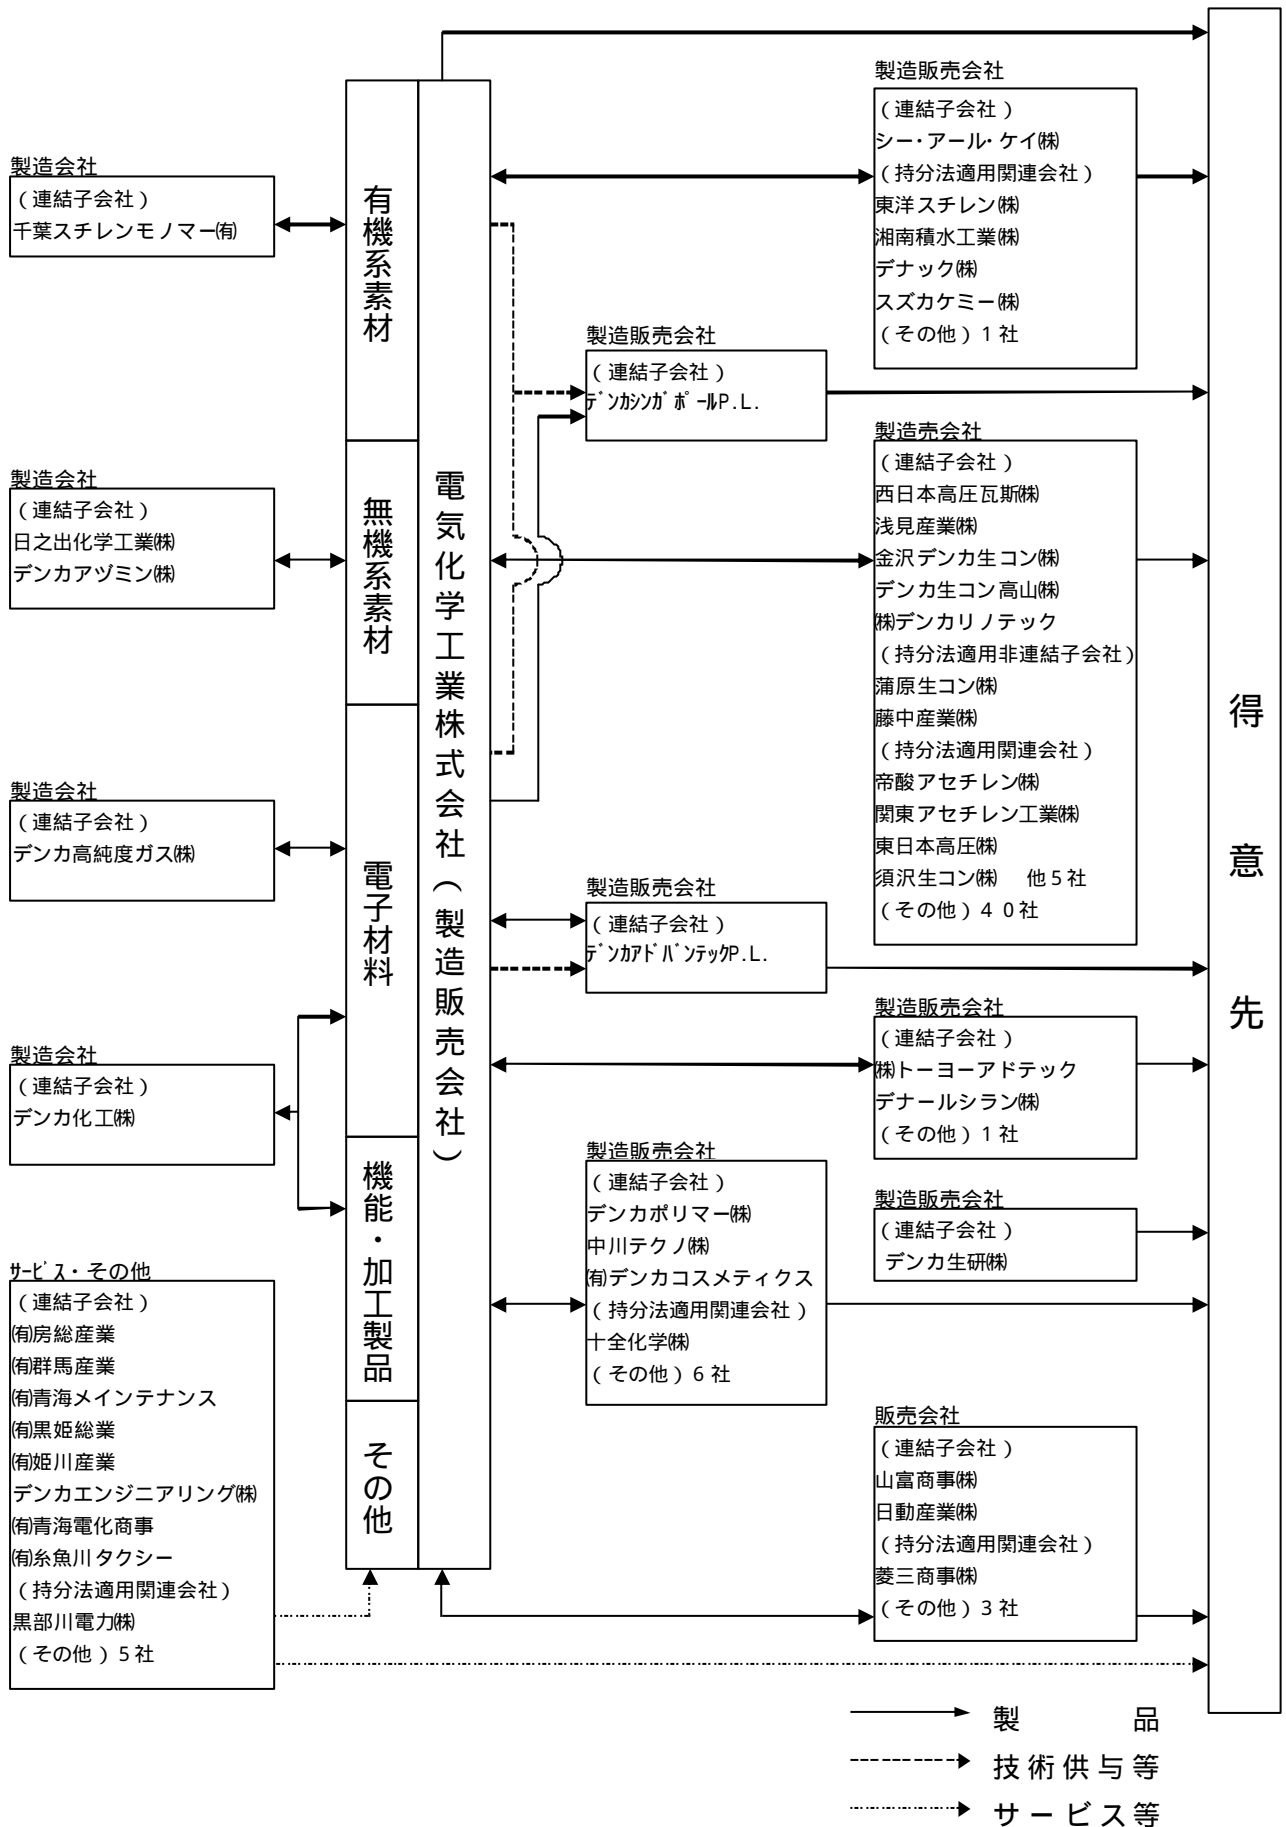 製造会社
（連結子会社）
千葉スチレンモノマー㈲
製造会社
（連結子会社）
日之出化学工業㈱
デンカアヅミン㈱
製造会社
（連結子会社）
デンカ高純度ガス㈱
製造会社
（連結子会社）
デンカ化工㈱
ｻｰﾋﾞｽ・その他
（連結子会社）
㈲房総産業
㈲群馬産業
㈲青海メインテナンス
㈲黒姫総業
㈲姫川産業
デンカエンジニアリング㈱
㈲青海電化商事
㈲糸魚川タクシー
（持分法適用関連会社）
黒部川電力㈱
（その他）5社
有機系素材
無機系素材
電子材料
機能・加工製品
その他
電気化学工業株式会社（製造販売会社）
製造販売会社
（連結子会社）
ﾃﾞﾝｶｼﾝｶﾞﾎﾟｰﾙP.L.
製造販売会社
（連結子会社）
ﾃﾞﾝｶｱﾄﾞﾊﾞﾝﾃｯｸP.L.
製造販売会社
（連結子会社）
デンカポリマー㈱
中川テクノ㈱
㈲デンカコスメティクス
（持分法適用関連会社）
十全化学㈱
（その他）6社
製造販売会社
（連結子会社）
シー・アール・ケイ㈱
（持分法適用関連会社）
東洋スチレン㈱
湘南積水工業㈱
デナック㈱
スズカケミー㈱
（その他）1社
製造売会社
（連結子会社）
西日本高圧瓦斯㈱
浅見産業㈱
金沢デンカ生コン㈱
デンカ生コン高山㈱
㈱デンカリノテック
（持分法適用非連結子会社）
蒲原生コン㈱
藤中産業㈱
（持分法適用関連会社）
帝酸アセチレン㈱
関東アセチレン工業㈱
東日本高圧㈱
須沢生コン㈱　他5社
（その他）40社
製造販売会社
（連結子会社）
㈱トーヨーアドテック
デナールシラン㈱
（その他）1社
製造販売会社
（連結子会社）
デンカ生研㈱
販売会社
（連結子会社）
山富商事㈱
日動産業㈱
（持分法適用関連会社）
菱三商事㈱
（その他）3社
得意先
製品
技術供与等
サービス等